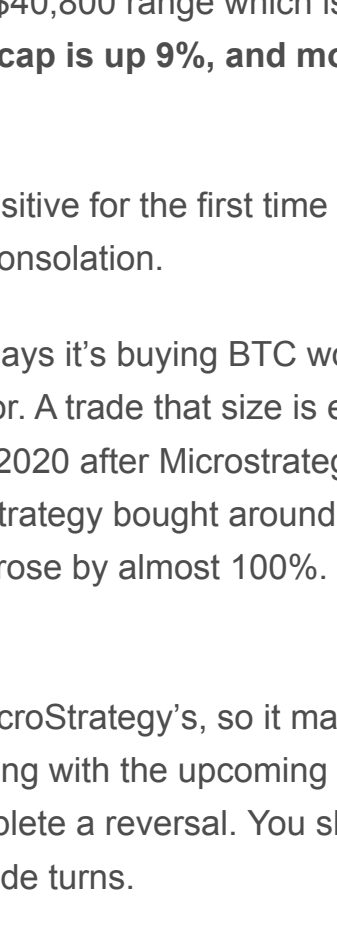 $40,800 range which is
cap is up 9%, and mo
sitive for the first time
onsolation.
ays it’s buying BTC wo
or. A trade that size is e
2020 after Microstrateg
trategy bought around
rose by almost 100%.
croStrategy’s, so it ma
ng with the upcoming
plete a reversal. You sl
de turns.